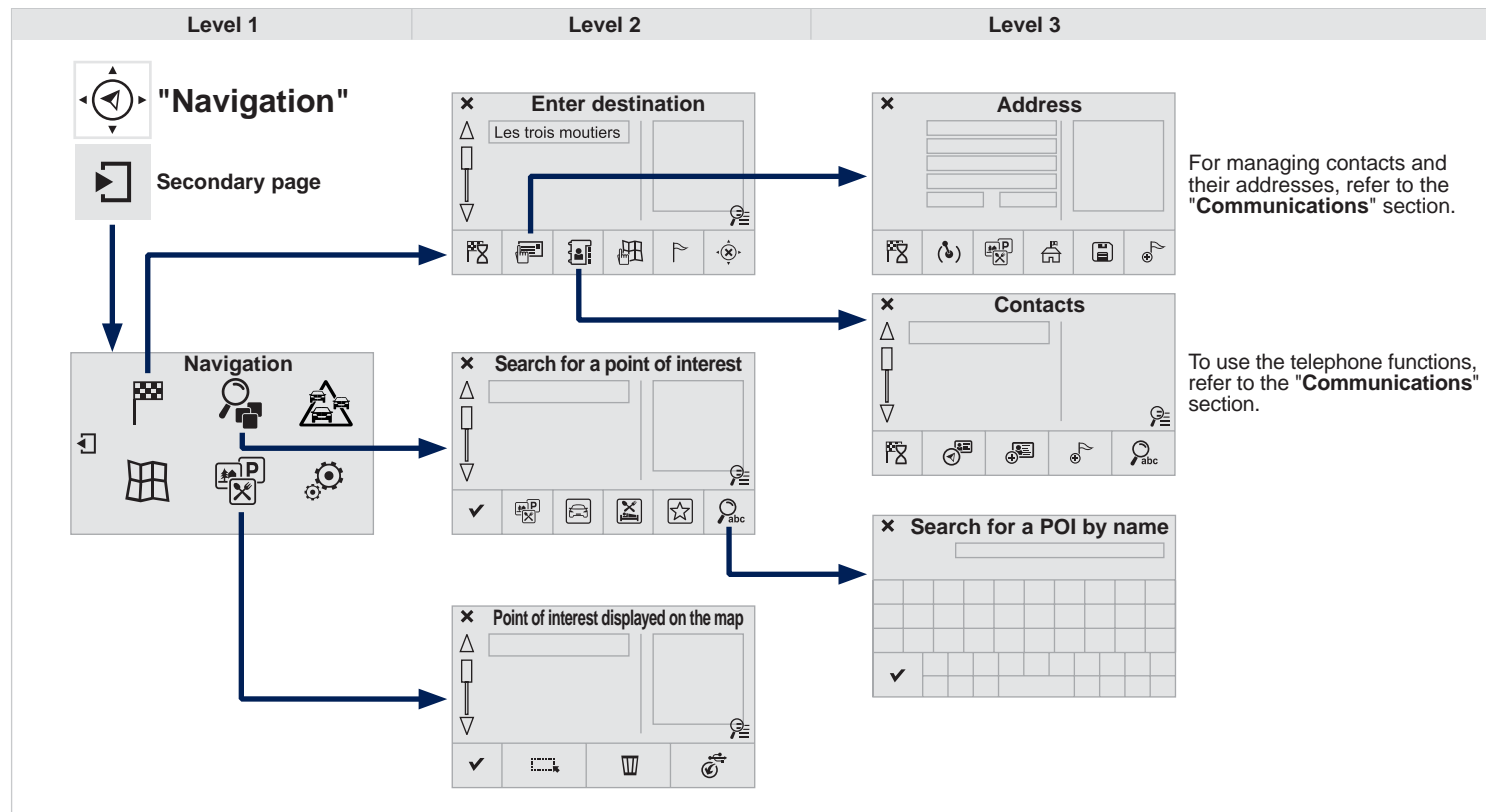 Level 1
Level 2
Level 3
"Navigation"
Secondary page
Navigation
P
Enter destination
Les trois moutiers
Search for a point of interest
P
abc
Point of interest displayed on the map
Address
P
For managing contacts and
their addresses, refer to the
"Communications" section.
Contacts
abc
To use the telephone functions,
refer to the "Communications"
section.
Search for a POI by name